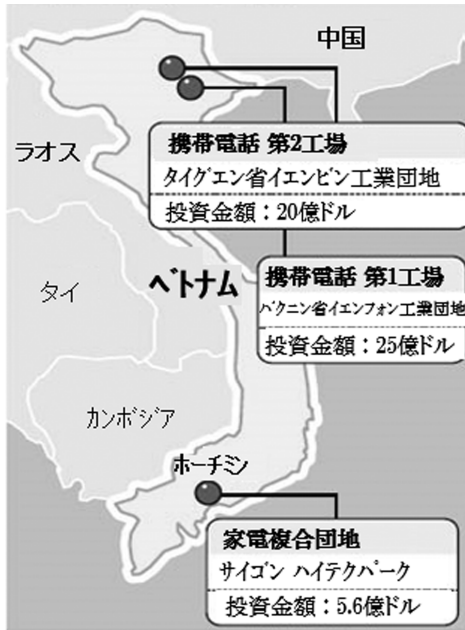 中国
ラオス
携帯電話 第2工場
タイグエン省イエンビン工業団地
投資金額：20億ドル
タイ
ベトナム
携帯電話 第1工場
バクニン省イエンフォン工業団地
投資金額：25億ドル
カンボジア
ホーチミン
家電複合団地
サイゴン ハイテクパーク
投資金額：5.6億ドル